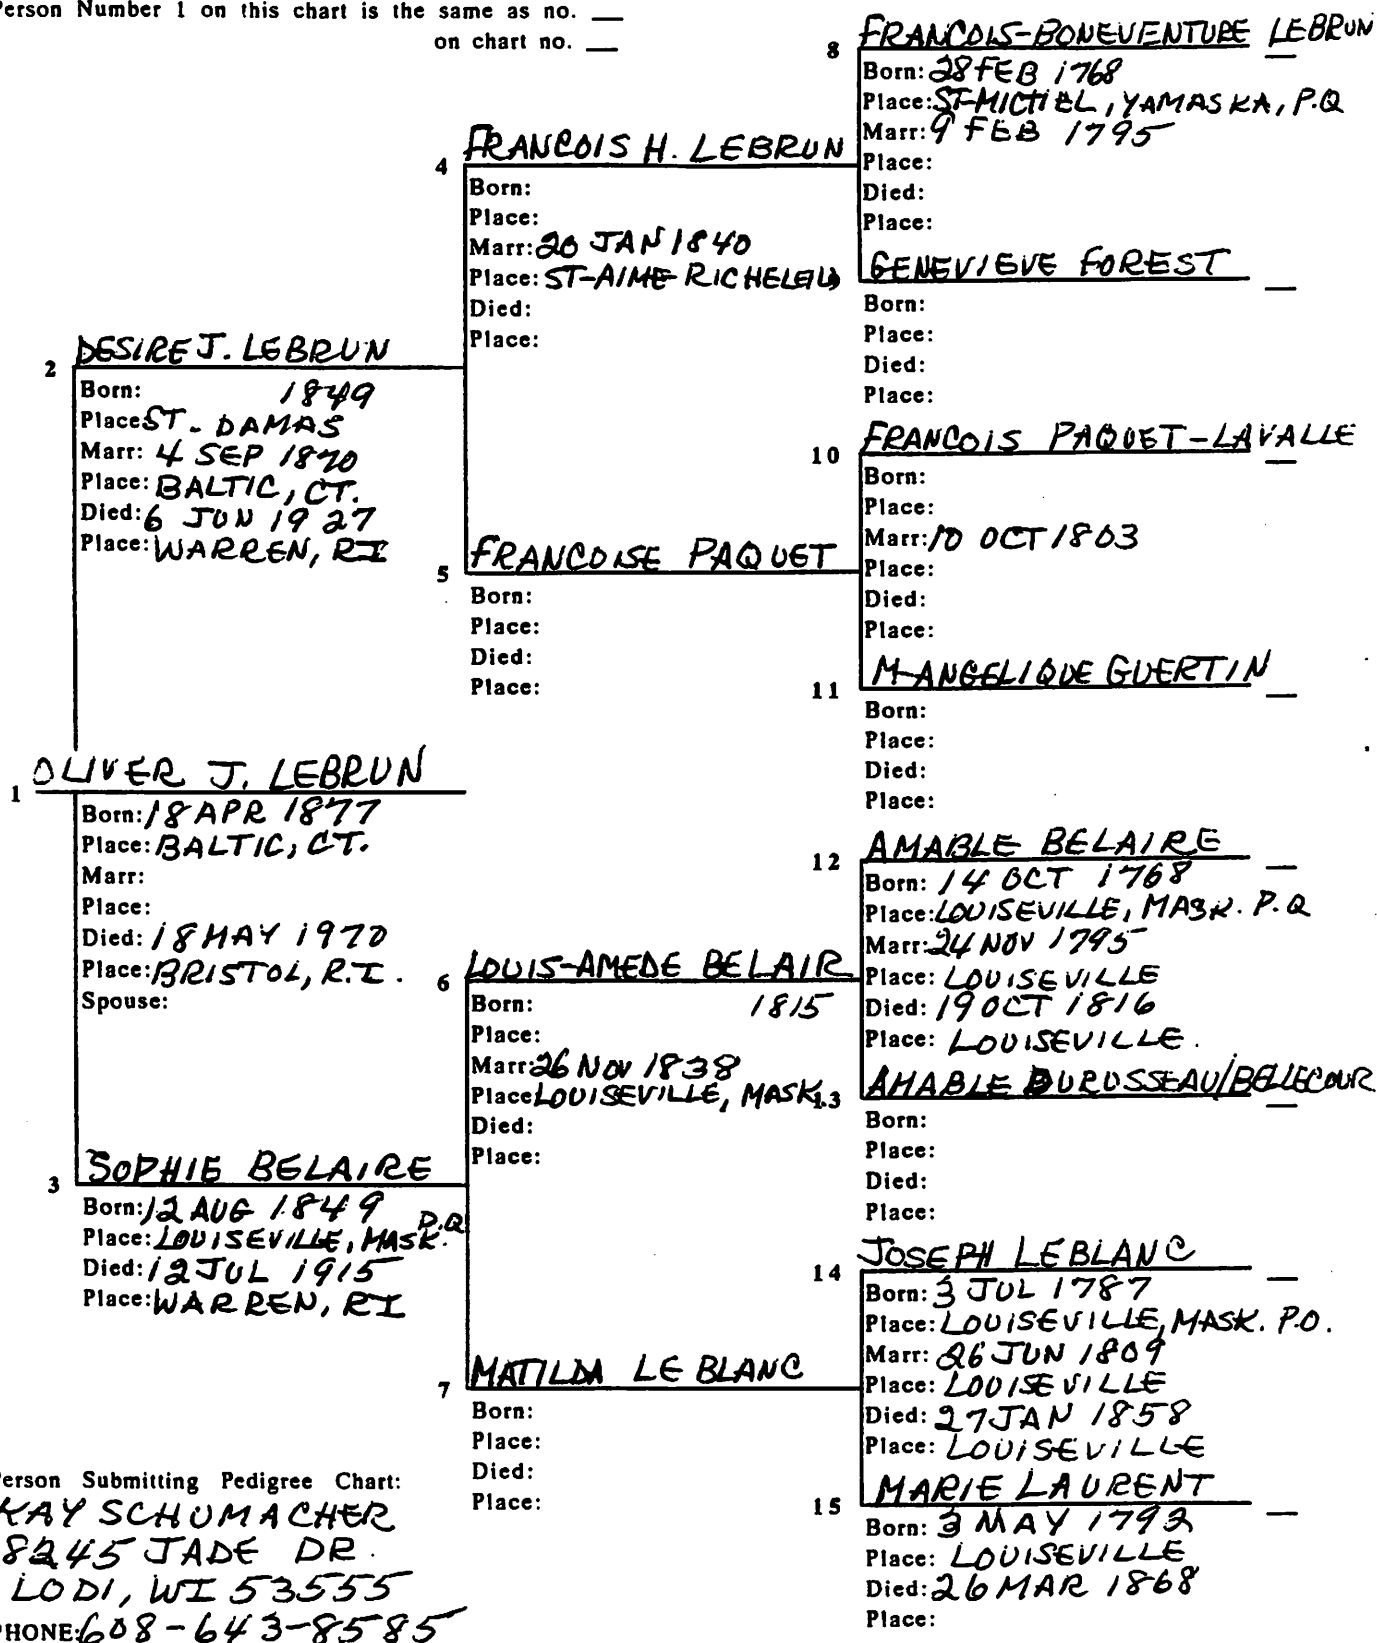 Person Number 1 on this chart is the same as no. __
on chart no. __
8 FRANCOIS-BONEVENTURE LEBRUN
Born: 28 FEB 1768
Place: ST-MICHEL, YAMASKA, P.Q
Marr: 9 FEB 1795
Place:
Died:
Place:
4 FRANCOIS H. LEBRUN
Born:
Place:
Marr: 20 JAN 1840
Place: ST-AIME RICHELEIU
Died:
Place:
GENEVIEVE FOREST
Born:
Place:
Died:
Place:
2 DESIRE J. LEBRUN
Born: 1849
Place ST. DAMAS
Marr: 4 SEP 1870
Place: BALTIC, CT.
Died: 6 JUN 1927
Place: WARREN, RI
10 FRANCOIS PAQUET-LAVALLE
Born:
Place:
Marr: 10 OCT 1803
Place:
Died:
Place:
5 FRANCOISE PAQUET
Born:
Place:
Died:
Place:
11 M-ANGELIQUE GUERTIN
Born:
Place:
Died:
Place:
1 OLIVER J. LEBRUN
Born: 18 APR 1877
Place: BALTIC, CT.
Marr:
Place:
Died: 18 MAY 1970
Place: BRISTOL, R.I.
Spouse:
12 AMABLE BELAIRE
Born: 14 OCT 1768
Place: LOUISEVILLE, MASK. P.Q
Marr: 24 NOV 1795
Place: LOUISEVILLE
Died: 19 OCT 1816
Place: LOUISEVILLE.
6 LOUIS-AMEDE BELAIR
Born: 1815
Place:
Marr: 26 NOV 1838
Place LOUISEVILLE, MASK.
Died:
Place:
13 AMABLE DURUSSEAU/BELLECOUR
Born:
Place:
Died:
Place:
3 SOPHIE BELAIRE
Born: 12 AUG 1849
Place: LOUISEVILLE, MASK. P.Q
Died: 12 JUL 1915
Place: WARREN, RI
14 JOSEPH LEBLANC
Born: 3 JUL 1787
Place: LOUISEVILLE, MASK. P.Q.
Marr: 26 JUN 1809
Place: LOUISEVILLE
Died: 27 JAN 1858
Place: LOUISEVILLE
7 MATILDA LE BLANC
Born:
Place:
Died:
Place:
15 MARIE LAURENT
Born: 3 MAY 1792
Place: LOUISEVILLE
Died: 26 MAR 1868
Place:
Person Submitting Pedigree Chart:
KAY SCHUMACHER
8245 JADE DR.
LODI, WI 53555
PHONE: 608-643-8585